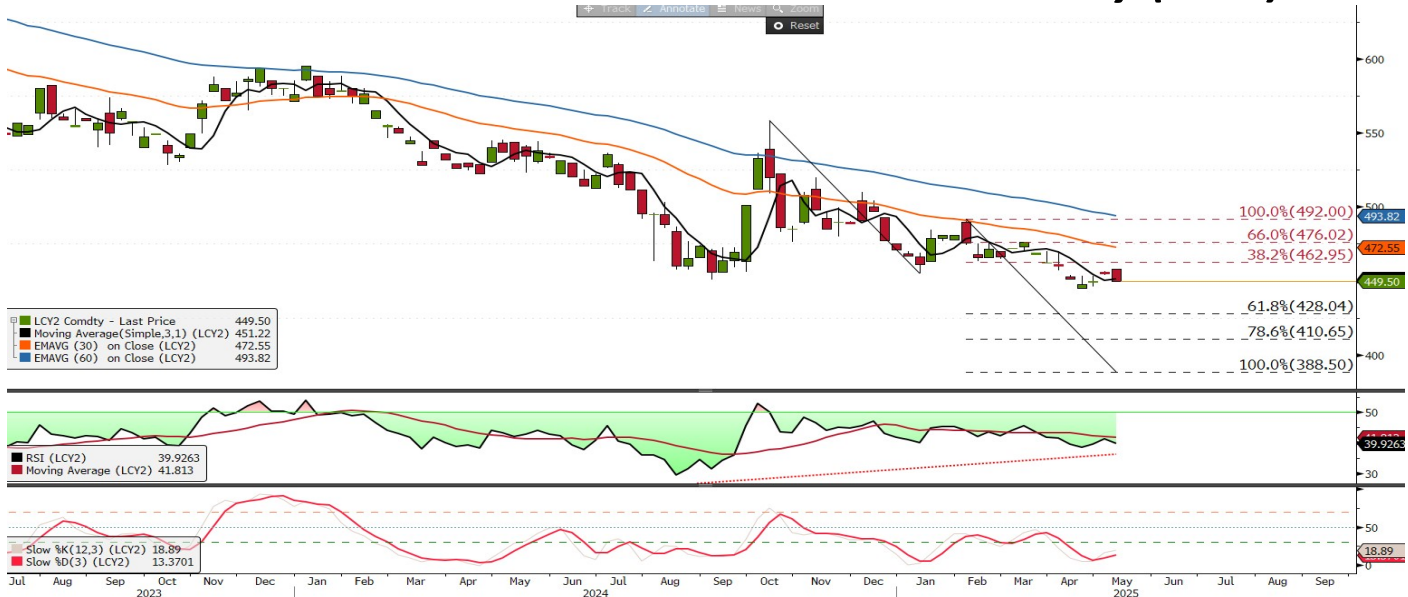 Track Annotate News Zoom
Reset
600
550
500
400
100.0%(492.00)
66.0%(476.02)
38.2%(462.95)
61.8%(428.04)
78.6%(410.65)
100.0%(388.50)
493.82
472.55
449.50
LCY2 Comdty - Last Price 449.50
Moving Average(Simple,3,1) (LCY2) 451.22
EMAVG (30) on Close (LCY2) 472.55
EMAVG (60) on Close (LCY2) 493.82
50
39.9263
30
RSI (LCY2) 39.9263
Moving Average (LCY2) 41.813
50
18.89
0
Slow %K(12,3) (LCY2) 18.89
Slow %D(3) (LCY2) 13.3701
Jul Aug Sep Oct Nov Dec Jan Feb Mar Apr May Jun Jul Aug Sep Oct Nov Dec Jan Feb Mar Apr May Jun Jul Aug Sep
2023 2024 2025